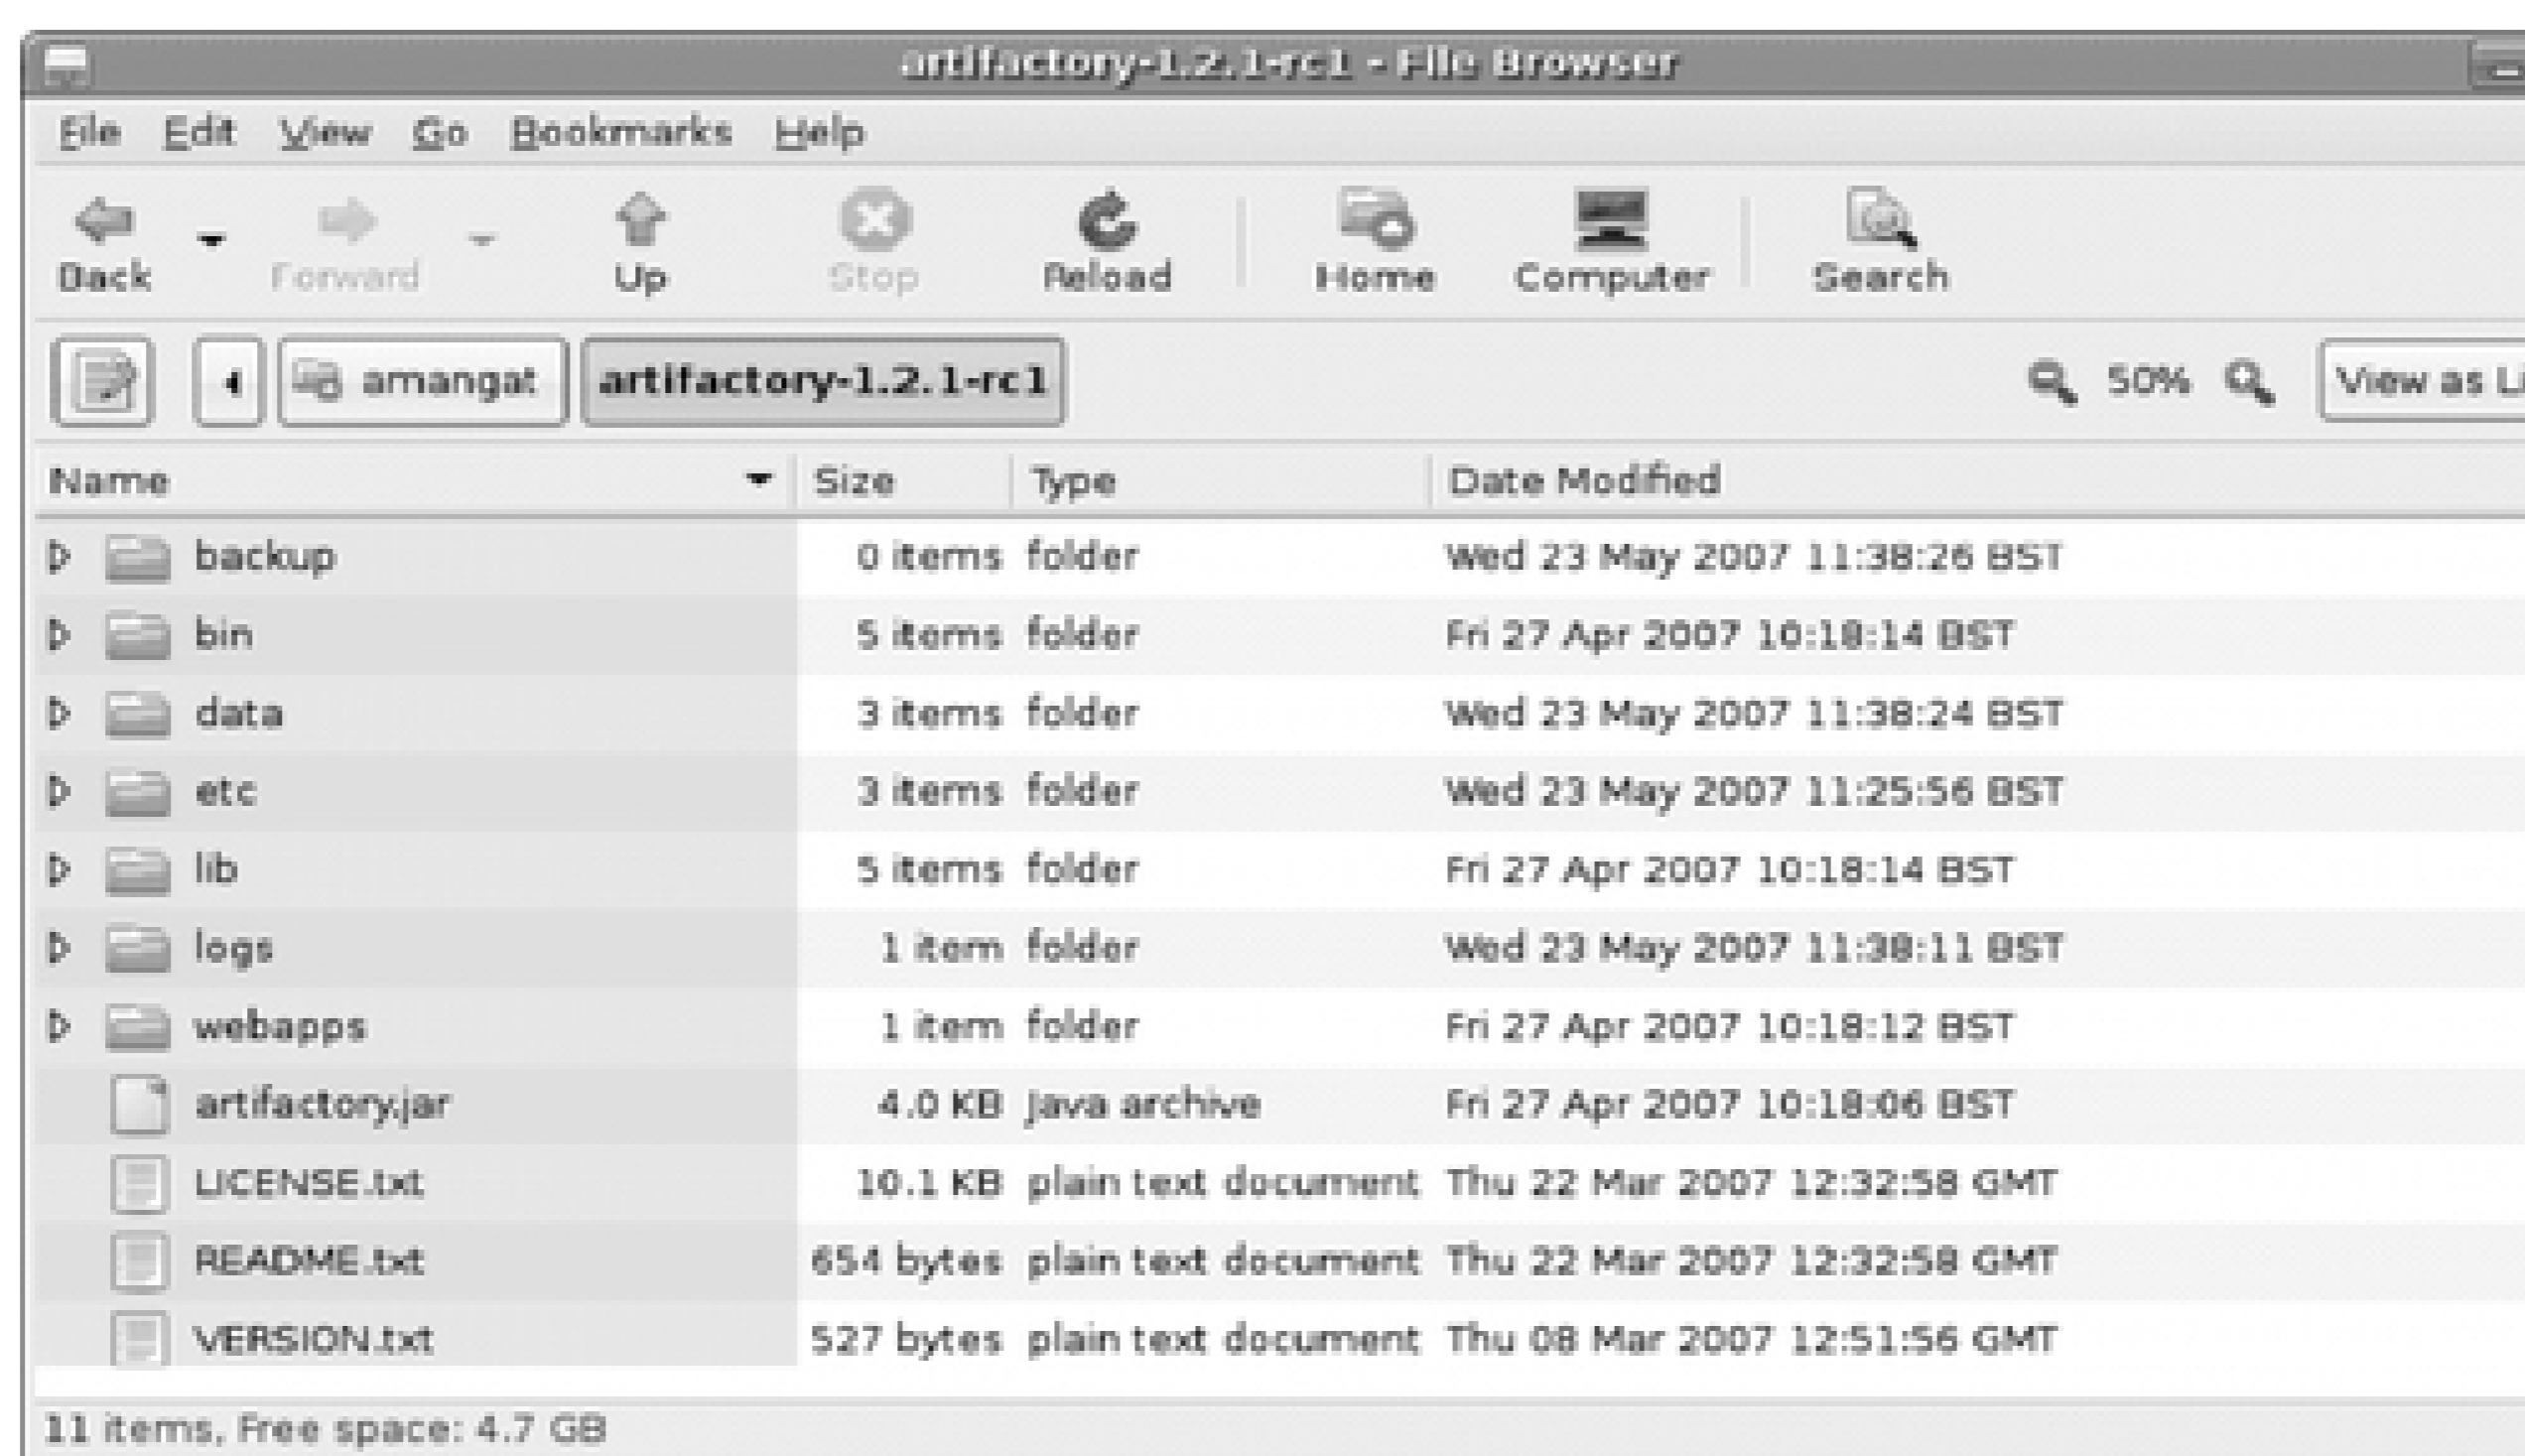 artifactory-1.2.1-rc1 - File Browser
File Edit View Go Bookmarks Help
Back Forward Up Stop Reload Home Computer Search
amangat artifactory-1.2.1-rc1 50% View as Li
Name Size Type Date Modified
backup 0 items folder Wed 23 May 2007 11:38:26 BST
bin 5 items folder Fri 27 Apr 2007 10:18:14 BST
data 3 items folder Wed 23 May 2007 11:38:24 BST
etc 3 items folder Wed 23 May 2007 11:25:56 BST
lib 5 items folder Fri 27 Apr 2007 10:18:14 BST
logs 1 item folder Wed 23 May 2007 11:38:11 BST
webapps 1 item folder Fri 27 Apr 2007 10:18:12 BST
artifactory.jar 4.0 KB Java archive Fri 27 Apr 2007 10:18:06 BST
LICENSE.txt 10.1 KB plain text document Thu 22 Mar 2007 12:32:58 GMT
README.txt 654 bytes plain text document Thu 22 Mar 2007 12:32:58 GMT
VERSION.txt 527 bytes plain text document Thu 08 Mar 2007 12:51:56 GMT
11 items, Free space: 4.7 GB